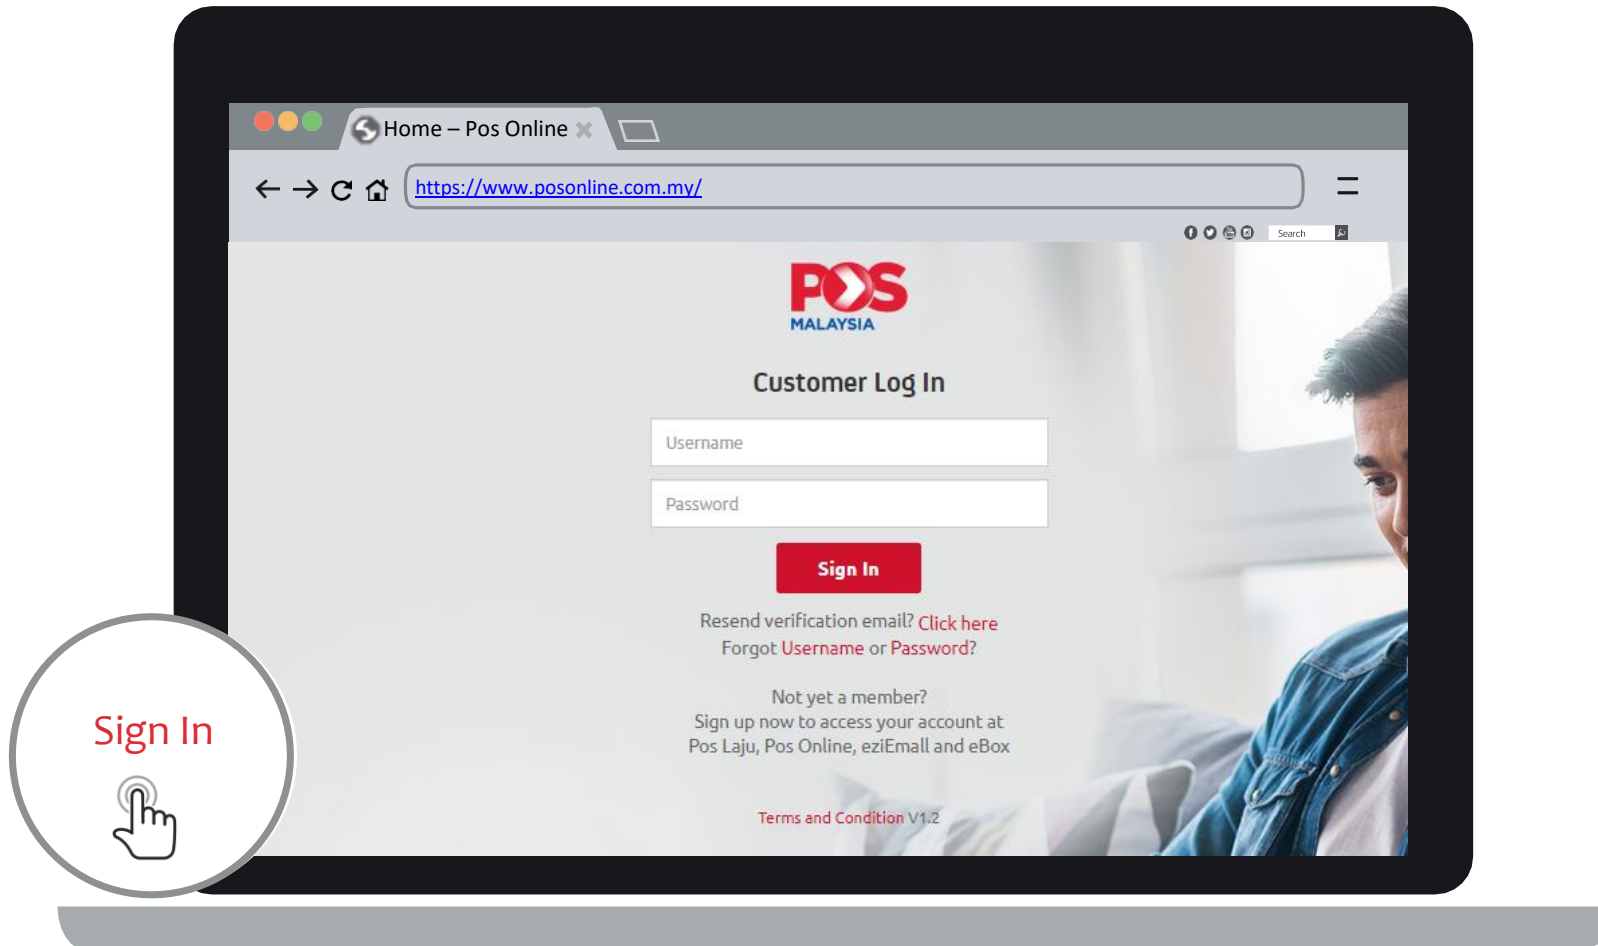 Home – Pos Online
https://www.posonline.com.my/
Search
POS
MALAYSIA
Customer Log In
Username
Password
Sign In
Resend verification email? Click here
Forgot Username or Password?
Not yet a member?
Sign up now to access your account at
Pos Laju, Pos Online, eziEmall and eBox
Terms and Condition V1.2
Sign In